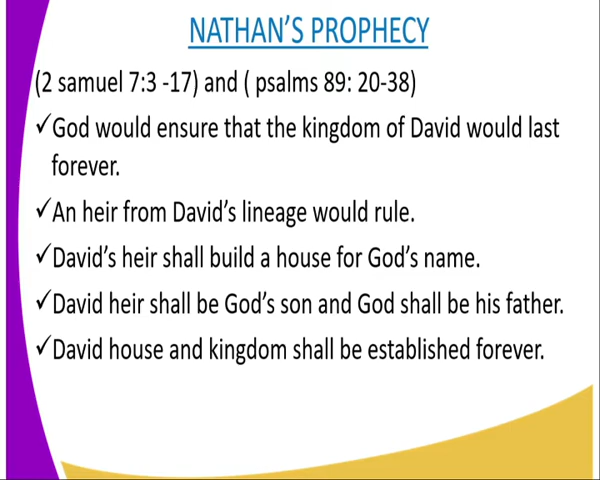 NATHAN'S PROPHECY
(2 samuel 7:3 -17) and ( psalms 89: 20-38)
✓God would ensure that the kingdom of David would last
forever.
✓An heir from David's lineage would rule.
✓David's heir shall build a house for God's name.
✓David heir shall be God's son and God shall be his father.
✓David house and kingdom shall be established forever.